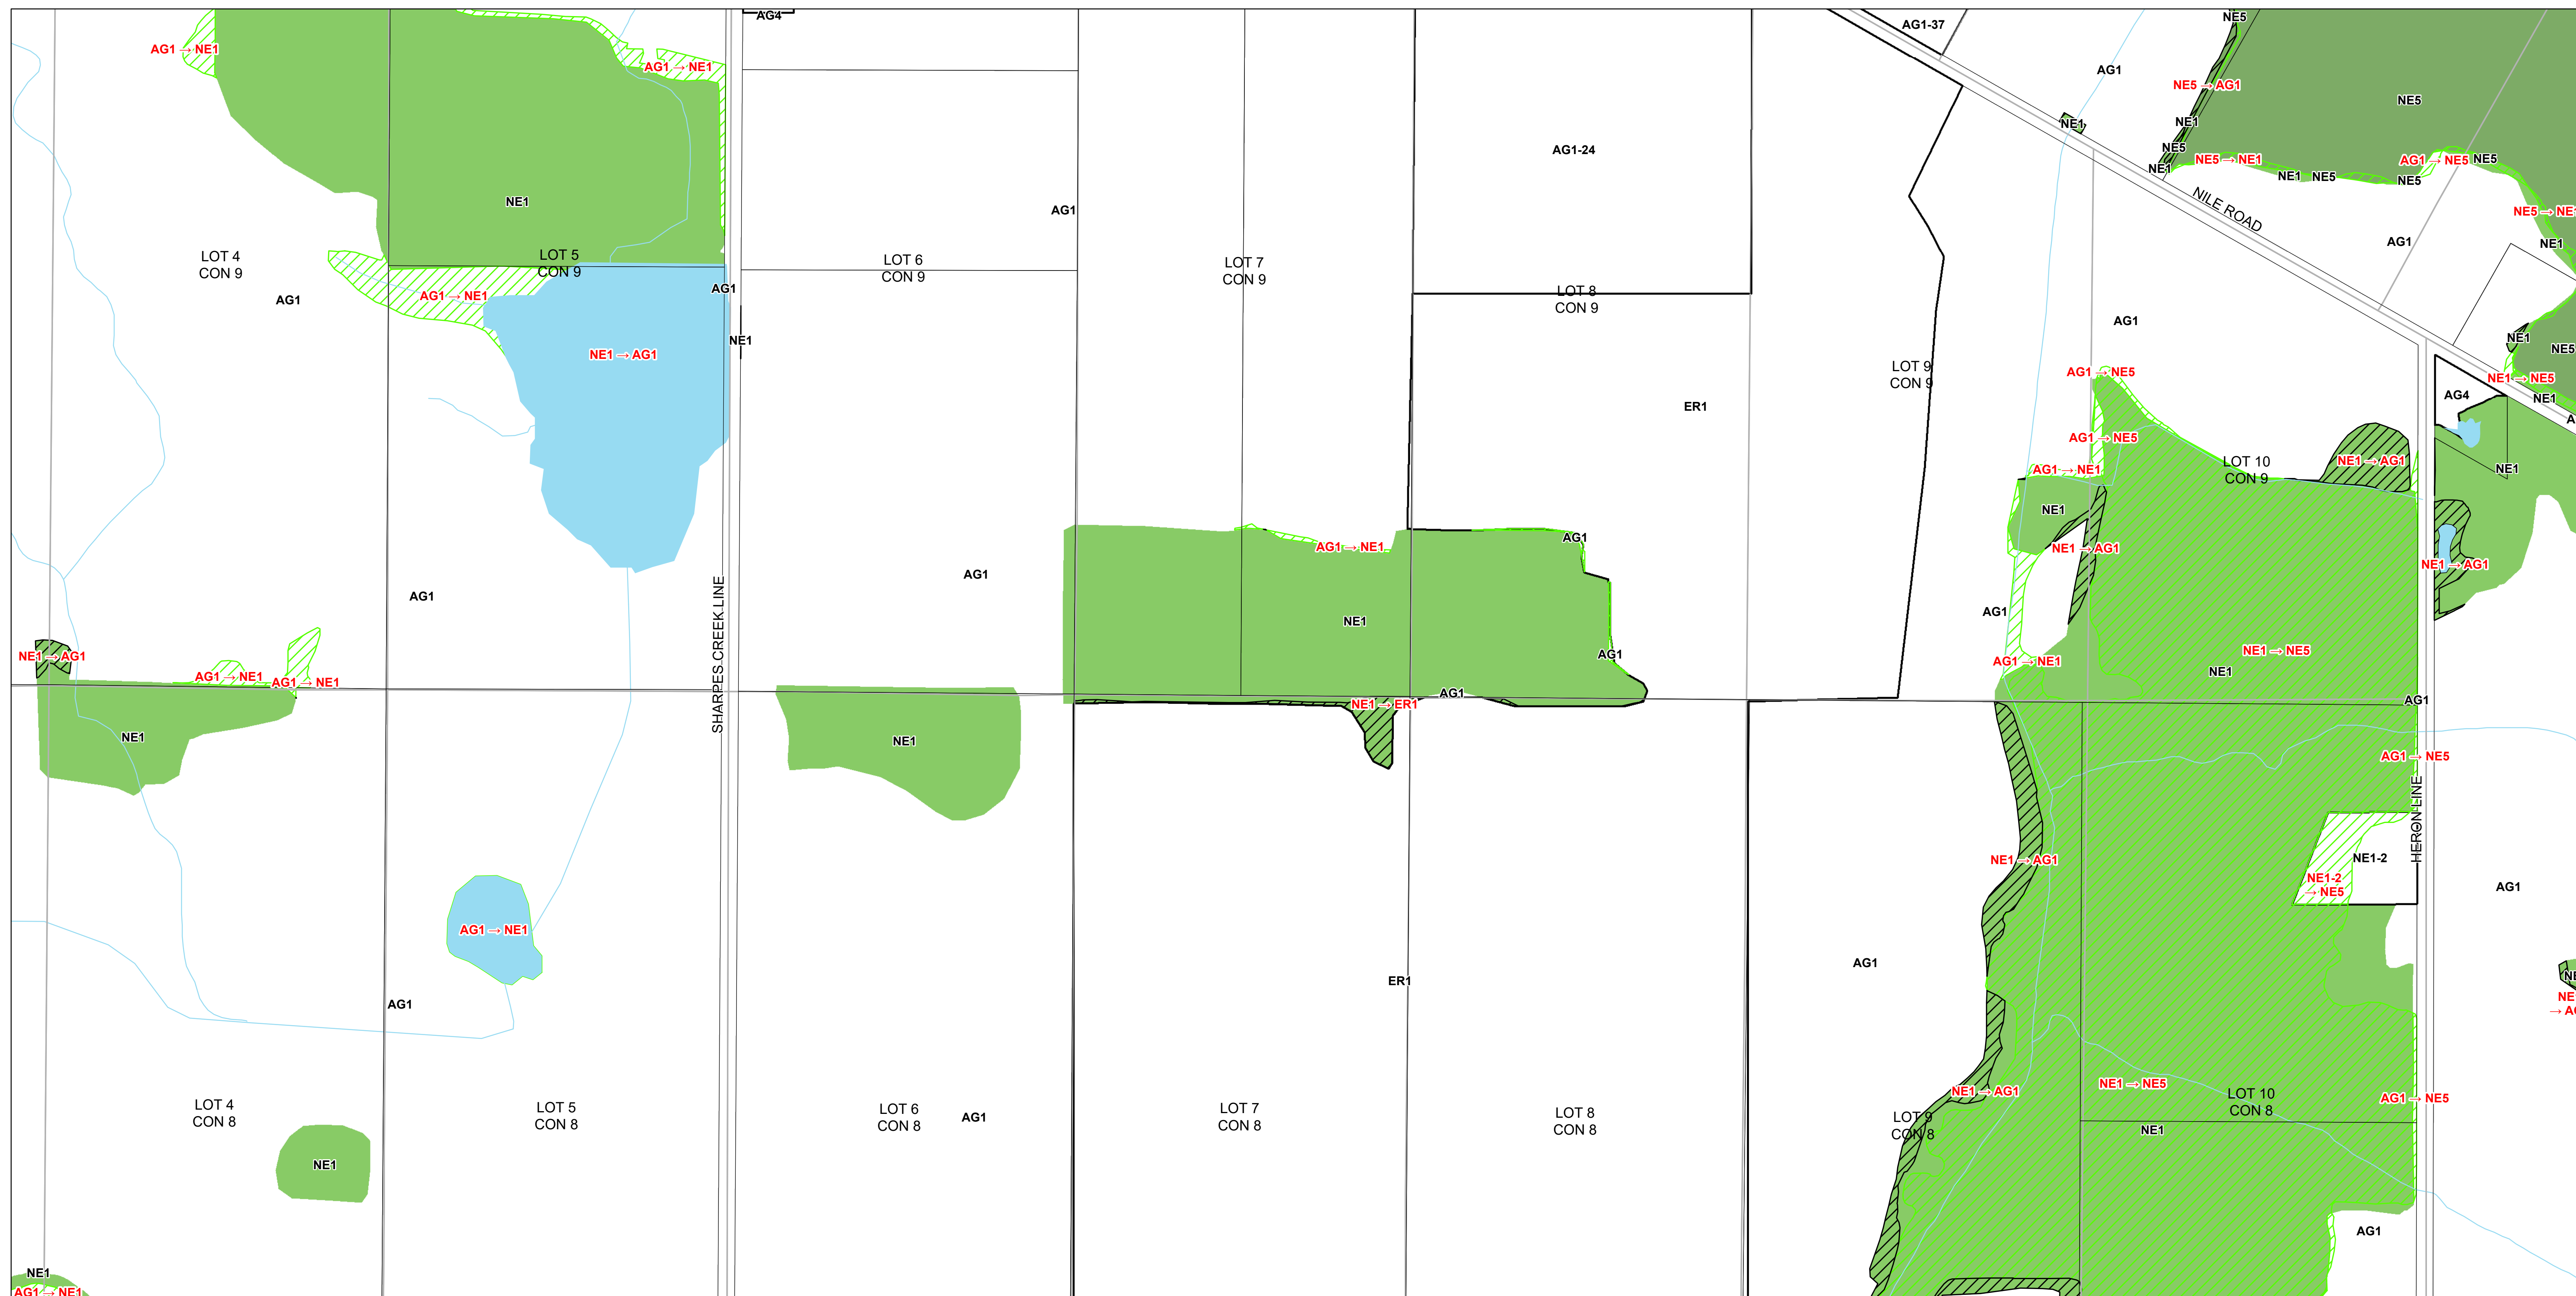 AG4
AG1-37
NE5
AG1 → NE1
AG1 → NE1
AG1
NE5 → AG1
NE5
NE1
NE1
AG1-24
NE5
NE5 → NE1
AG1 → NE5
NE5
NE1
NE1
NE5
NE5
NE1
AG1
NILE ROAD
NE5 → NE
AG1
NE1
LOT 4
CON 9
LOT 5
CON 9
LOT 6
CON 9
LOT 7
CON 9
LOT 8
CON 9
AG1
AG1 → NE1
AG1
AG1
NE1
NE1 → AG1
NE1
NE5
LOT 9
CON 9
AG1 → NE5
NE1 → NE5
ER1
AG4
NE1
AG1 → NE5
AG1 → NE1
LOT 10
CON 9
NE1 → AG1
NE1
NE1
AG1
AG1 → NE1
NE1 → AG1
NE1 → AG1
AG1
AG1
AG1
NE1
SHARPES CREEK LINE
NE1 → AG1
AG1 → NE1
AG1 → NE1
AG1
AG1 → NE1
NE1 → NE5
NE1
AG1
NE1 → ER1
AG1
NE1
NE1
AG1 → NE5
HERON LINE
NE1 → AG1
NE1-2
NE1-2
→ NE5
AG1
AG1 → NE1
AG1
ER1
AG1
LOT 4
CON 8
LOT 5
CON 8
LOT 6
CON 8
AG1
LOT 7
CON 8
LOT 8
CON 8
NE1 → AG1
LOT 9
CON 8
NE1 → NE5
LOT 10
CON 8
AG1 → NE5
NE1
NE1
AG1
NE1
AG1 → NE1